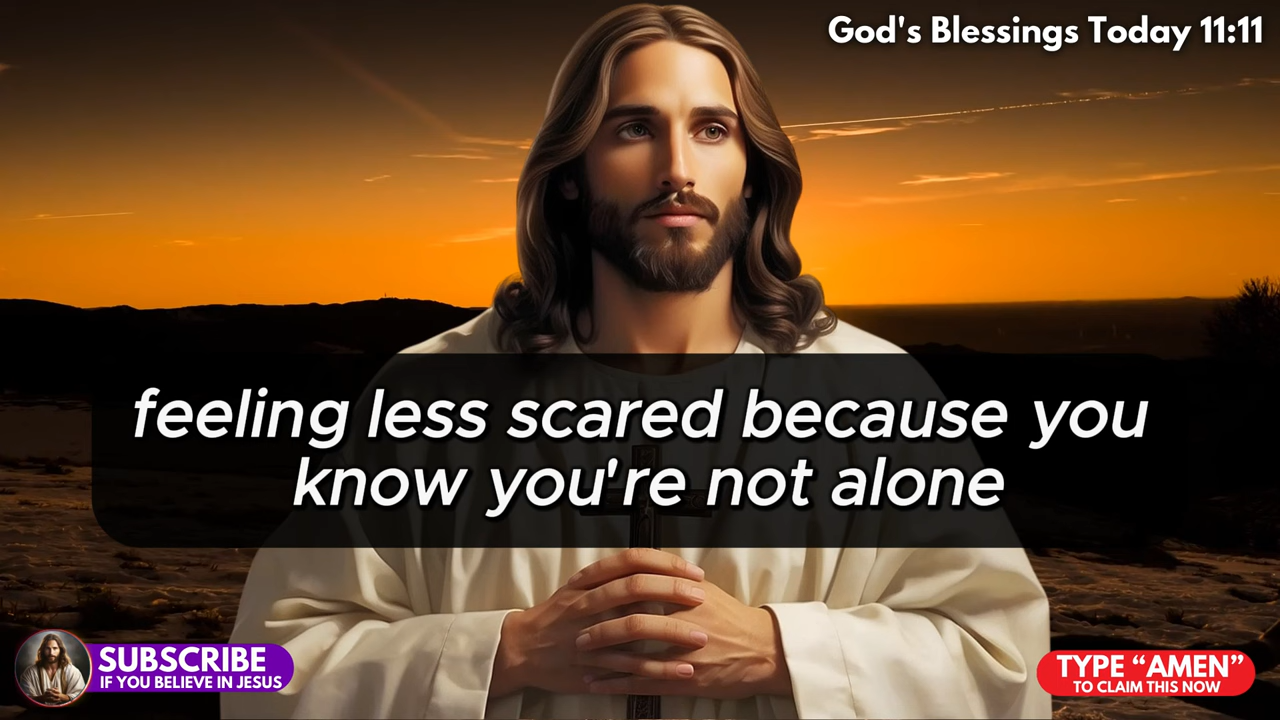 God's Blessings Today 11:11
feeling less scared because you
know you're not alone
SUBSCRIBE
IF YOU BELIEVE IN JESUS
TYPE “AMEN”
TO CLAIM THIS NOW